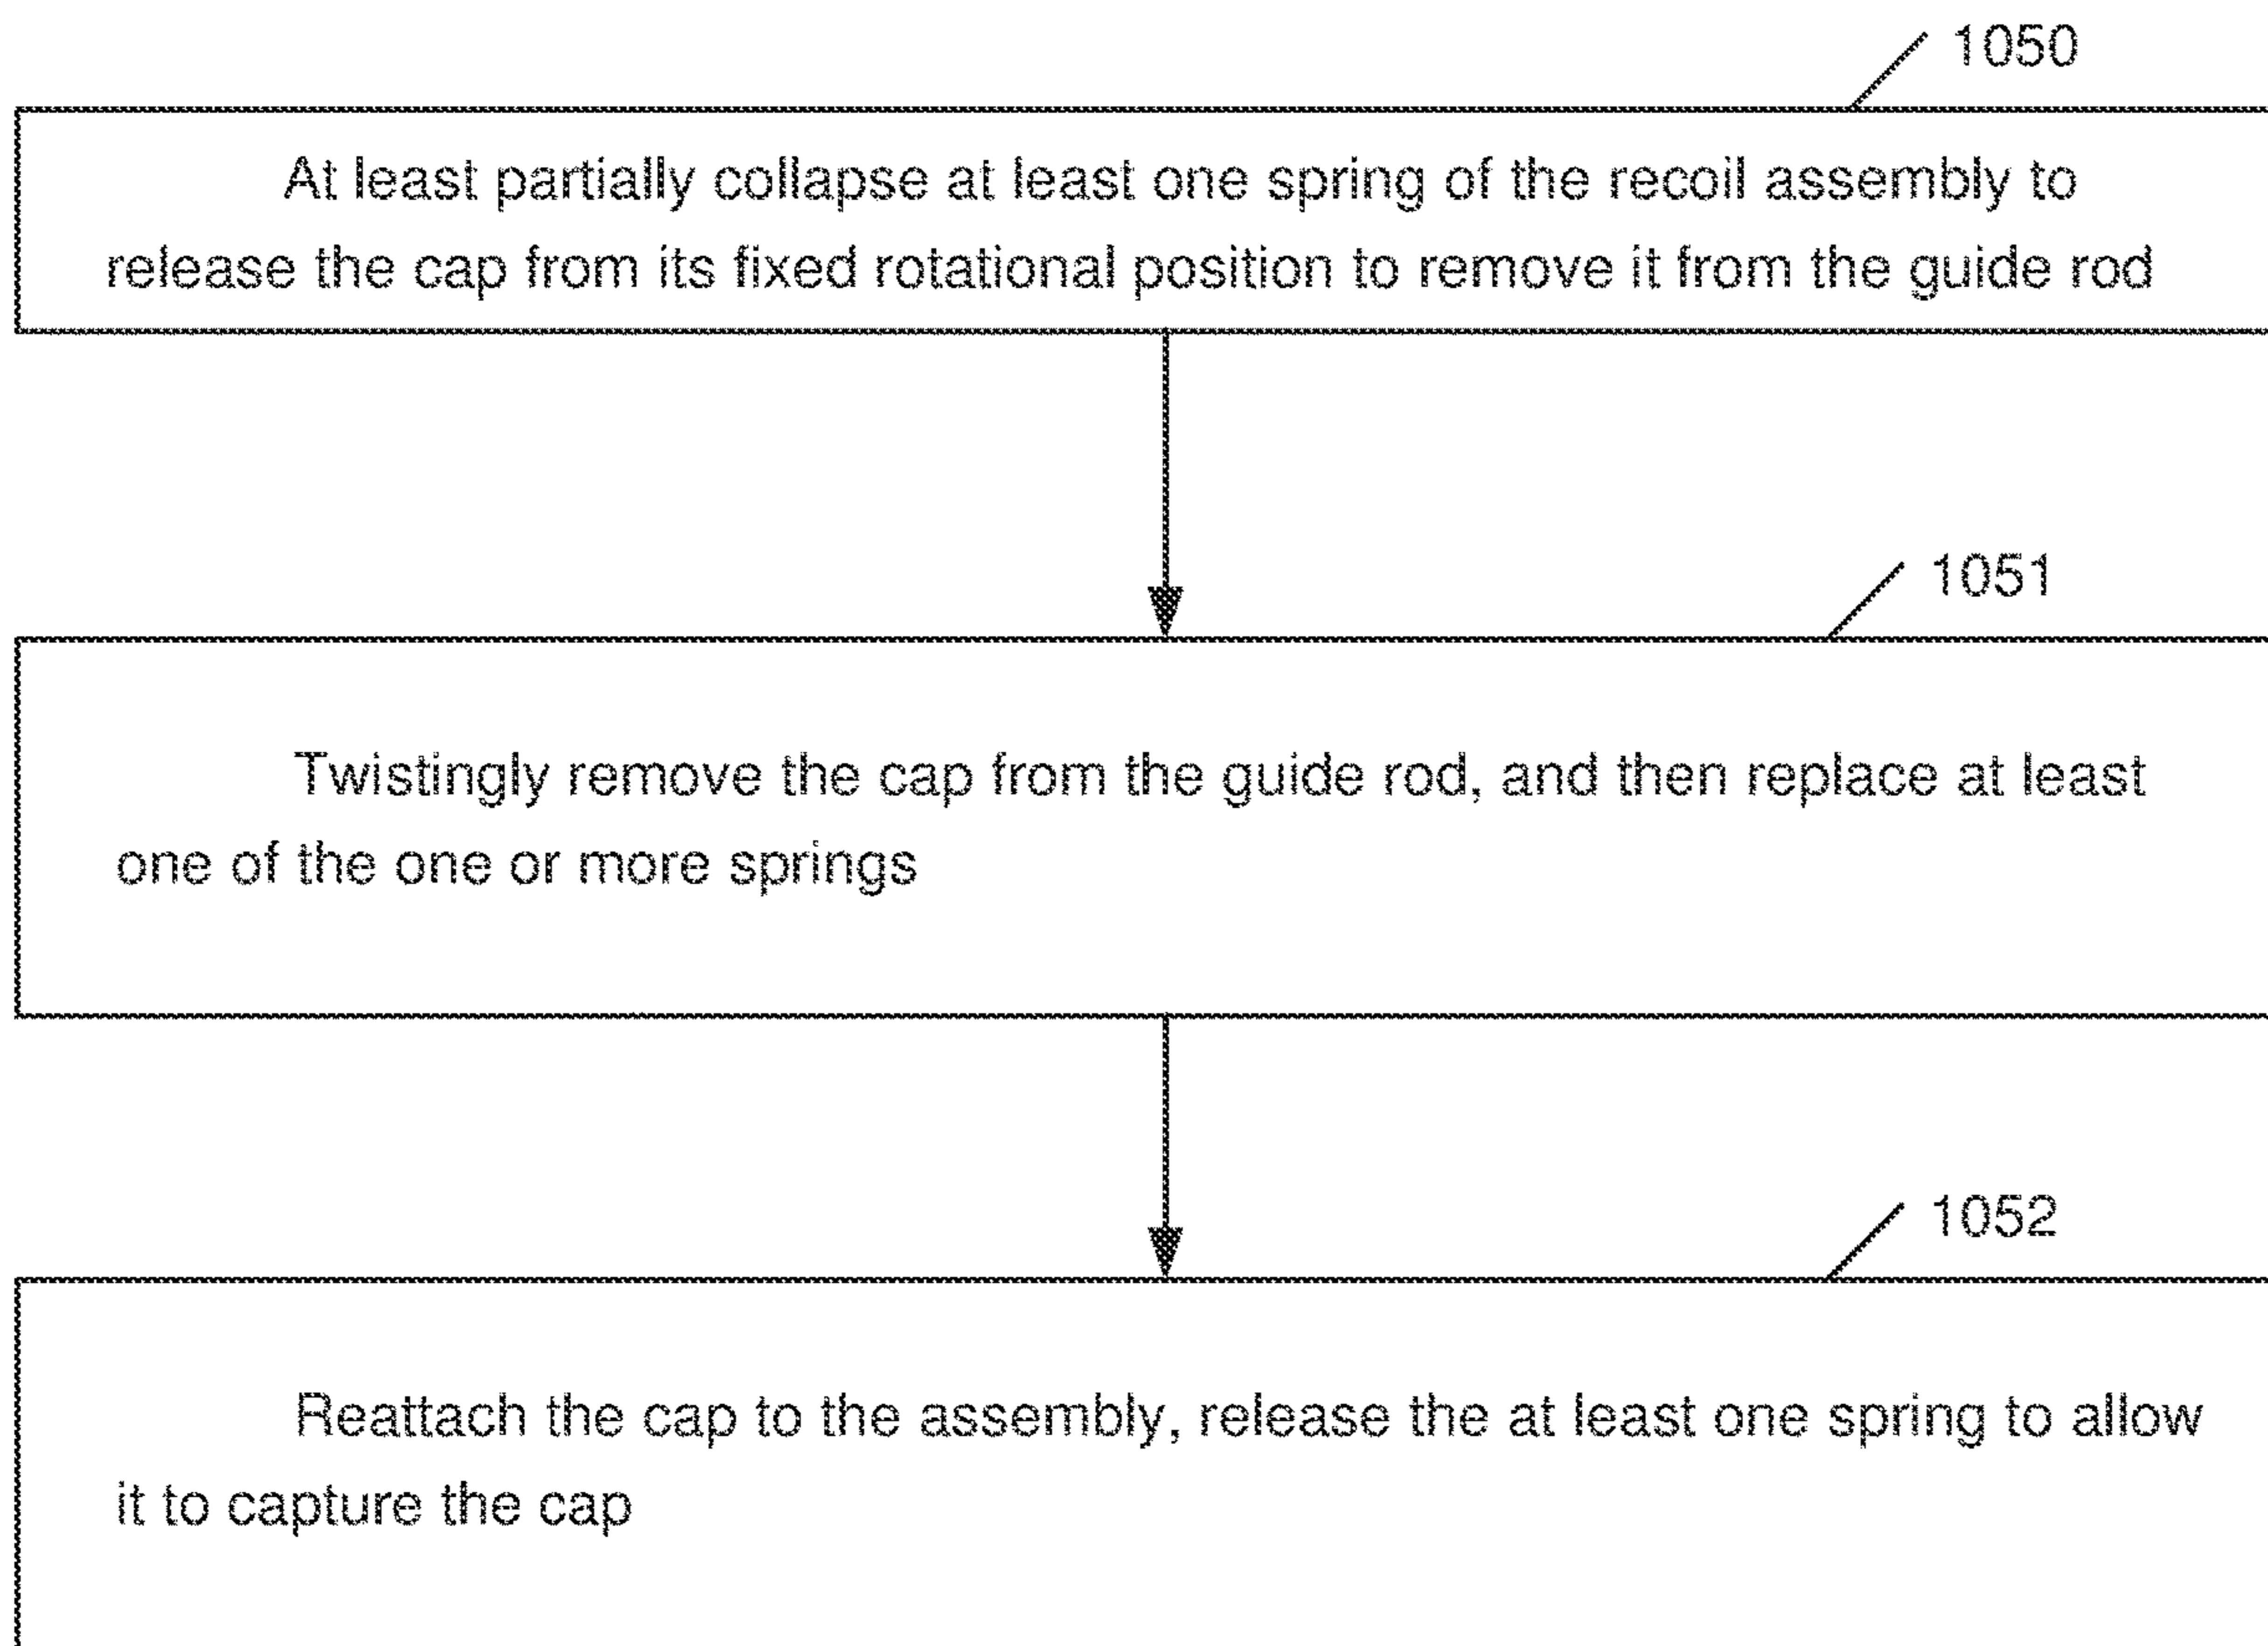 1050
At least partially collapse at least one spring of the recoil assembly to
release the cap from its fixed rotational position to remove it from the guide rod
1051
Twistingly remove the cap from the guide rod, and then replace at least
one of the one or more springs
1052
Reattach the cap to the assembly, release the at least one spring to allow
it to capture the cap